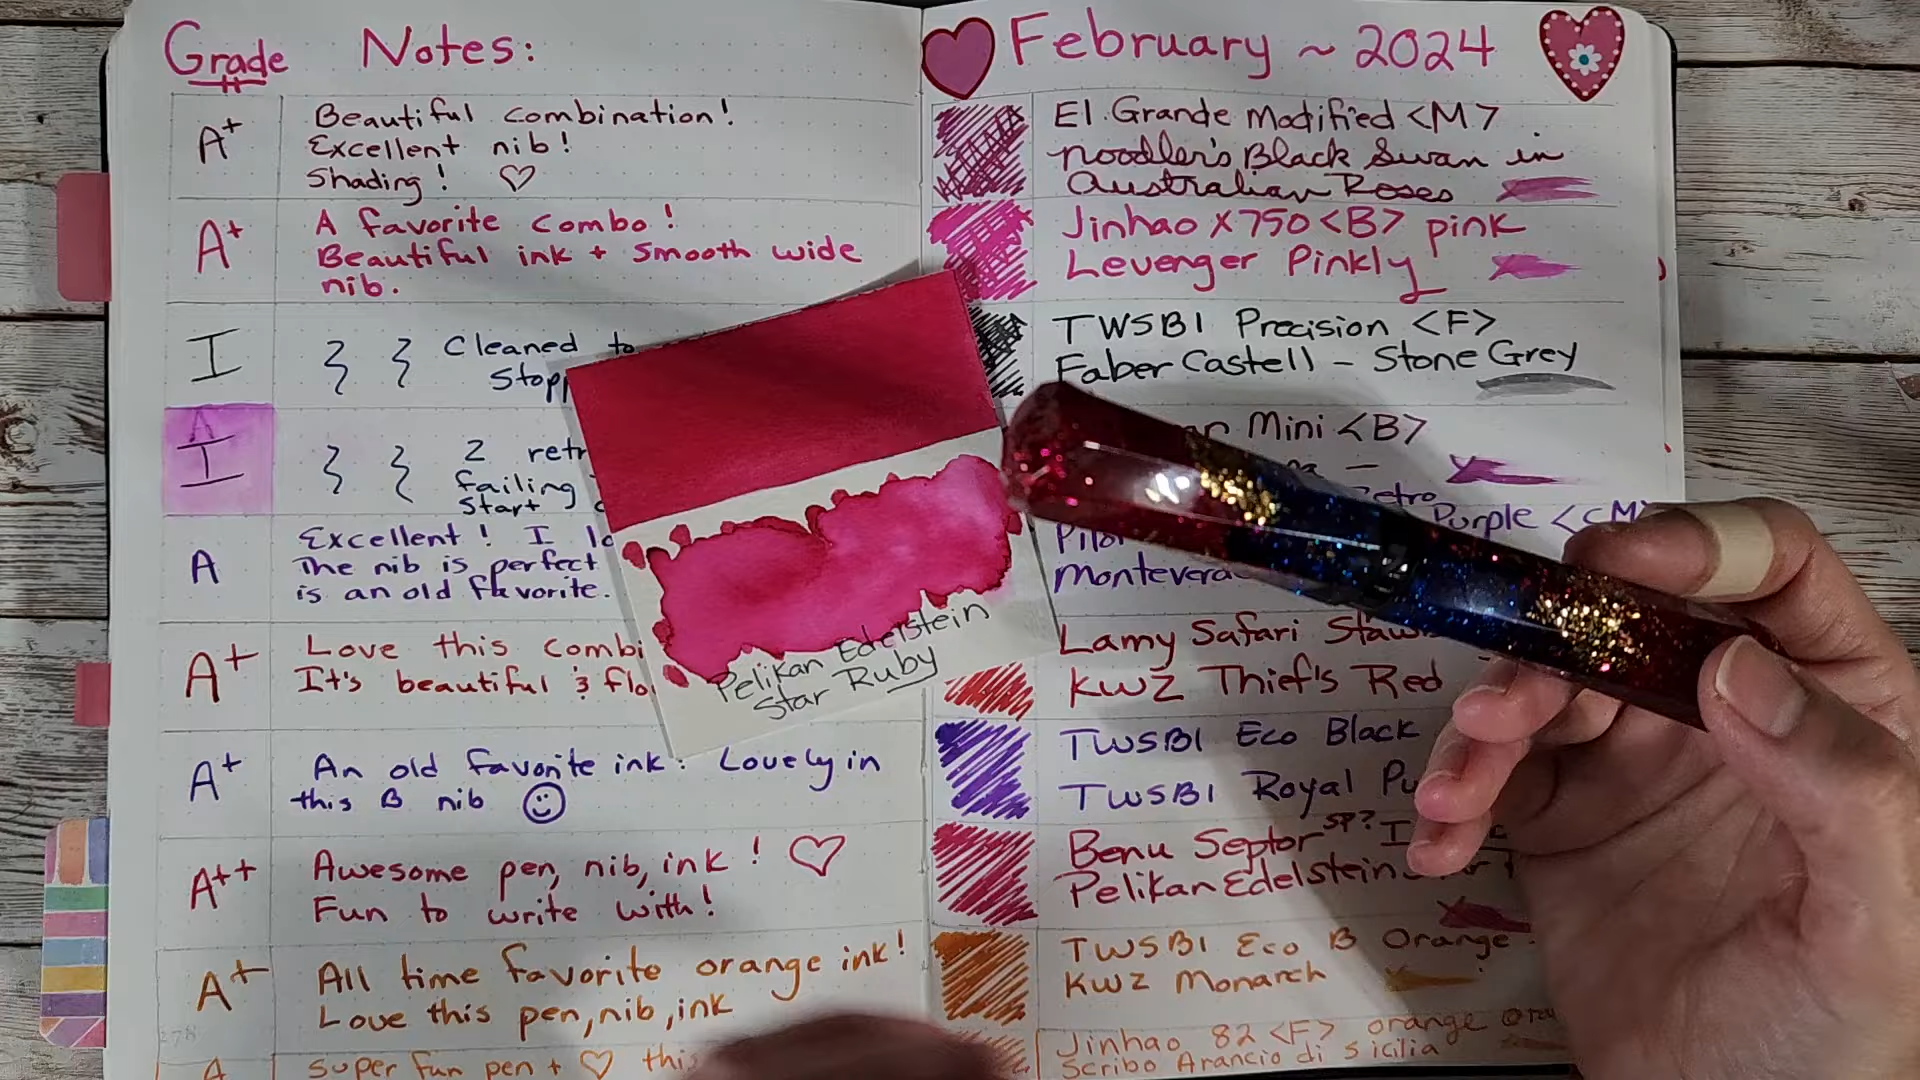 Grade Notes:
A+
Beautiful combination!
Excellent nib!
Shading!
A+
A favorite combo!
Beautiful ink + Smooth wide
nib.
I
Cleaned to
I
2
failing
Start
A
Excellent! I
The nib is perfect
is an old favorite.
A+
Love this
It's beautiful &
A+
An old favorite ink. Lovely in
this B nib
A++
Awesome pen, nib, ink!
Fun to write with!
A+
All time favorite orange ink!
Love this pen, nib, ink
278
A
Super fun pen + this
February ~ 2024
El Grande Modified <M>
Noodler's Black Swan in
Australian Roses
Jinhao X750 <B> pink
Levenger Pinkly
TWSBI Precision <F>
Faber Castell - Stone Grey
Mini <B>
Purple <CM>
Lamy Safari
KWZ Thief's Red
TWSBI Eco Black
TWSBI Royal
Benu Septor SP? I
Pelikan Edelstein
TWSBI Eco B Orange
KWZ Monarch
Jinhao 82 <F> orange
Scribo Arancio di Sicilia
Pelikan Edelstein
Star Ruby